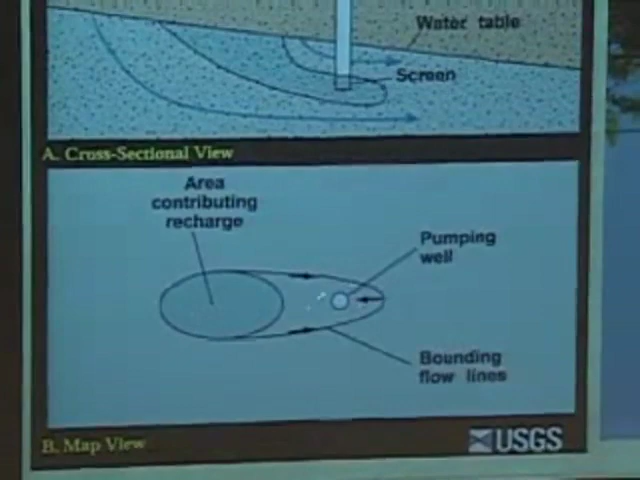 Water table
Screen
A. Cross-Sectional View
Area
contributing
recharge
Pumping
well
Bounding
flow lines
B. Map View
USGS